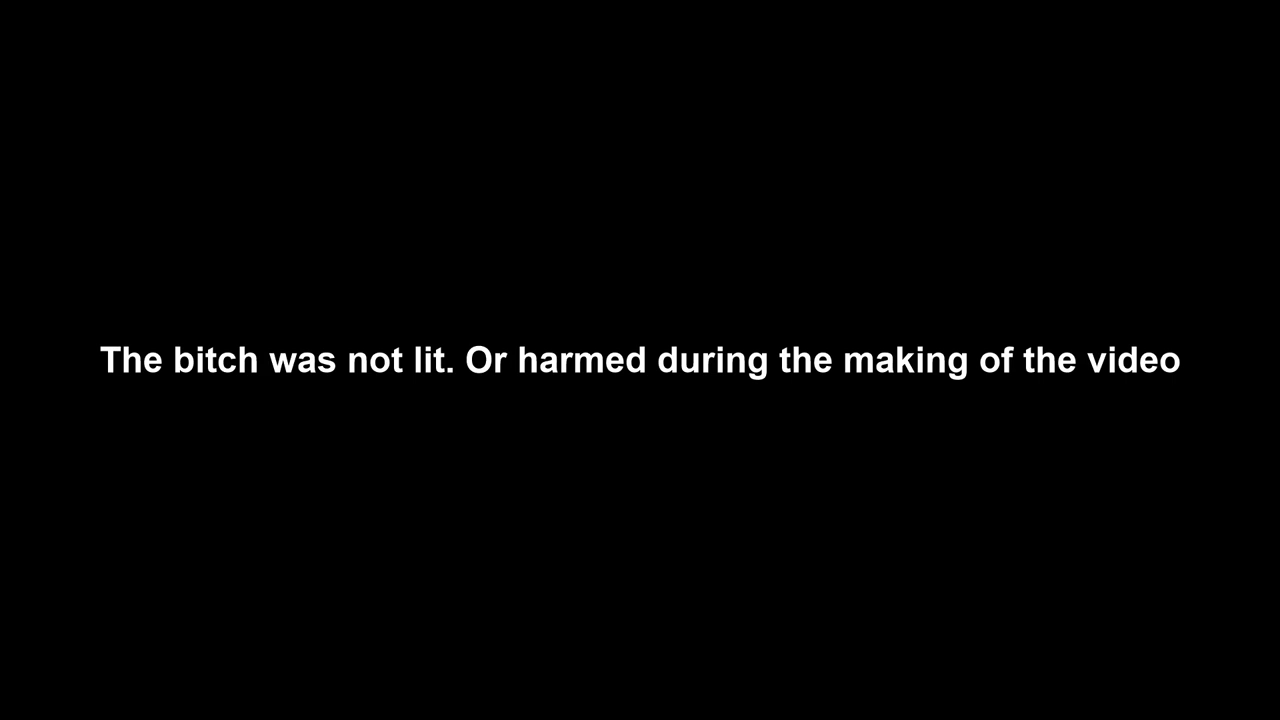 The bitch was not lit. Or harmed during the making of the video